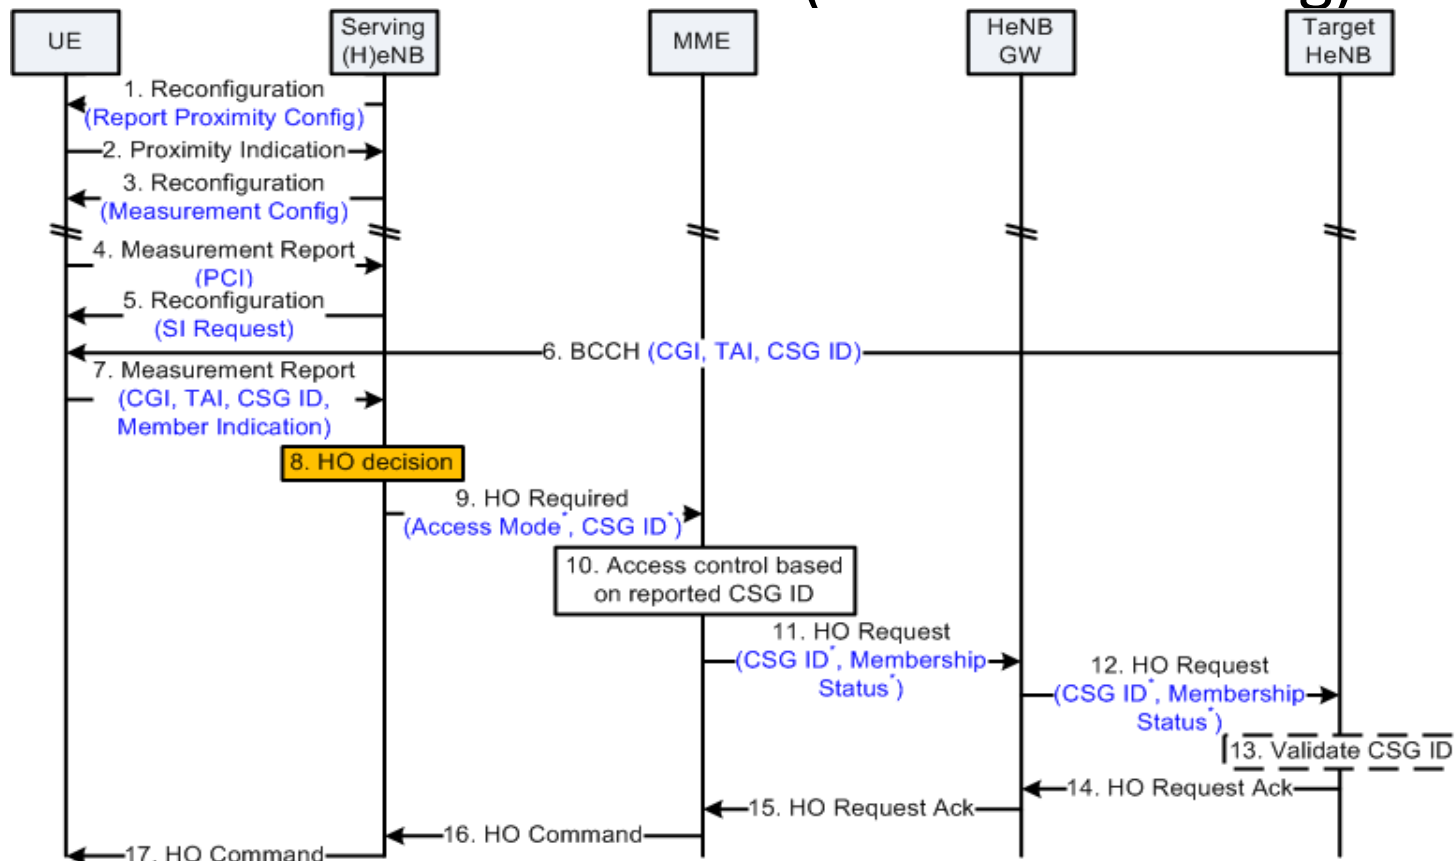 UE
Serving
(H)eNB
MME
HeNB
GW
Target
HeNB
1. Reconfiguration
(Report Proximity Config)
2. Proximity Indication
3. Reconfiguration
(Measurement Config)
4. Measurement Report
(PCI)
5. Reconfiguration
(SI Request)
6. BCCH (CGI, TAI, CSG ID)
7. Measurement Report
(CGI, TAI, CSG ID,
Member Indication)
8. HO decision
9. HO Required
(Access Mode*, CSG ID*)
10. Access control based
on reported CSG ID
11. HO Request
(CSG ID*, Membership
Status*)
12. HO Request
(CSG ID*, Membership
Status*)
13. Validate CSG ID
14. HO Request Ack
15. HO Request Ack
16. HO Command
17. HO Command